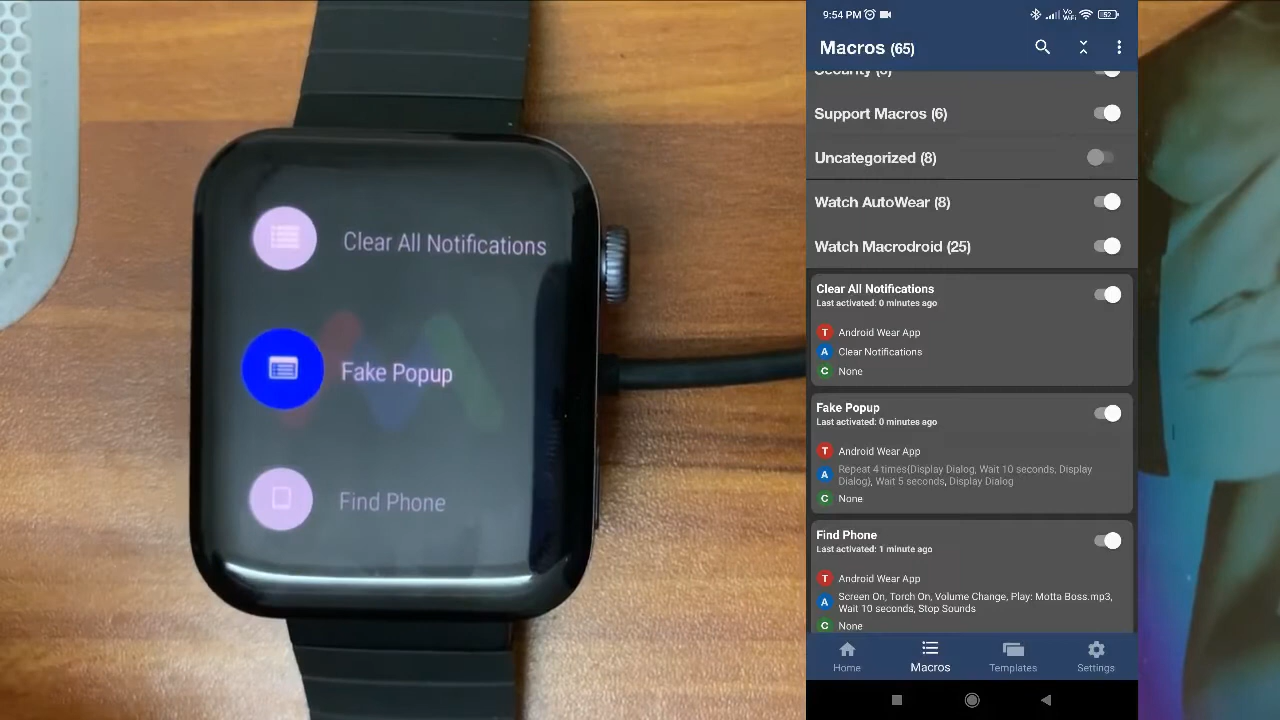 Clear All Notifications
Fake Popup
Find Phone
9:54 PM
Vo
WiFi
52
Macros (65)
Security
Support Macros (6)
Uncategorized (8)
Watch AutoWear (8)
Watch Macrodroid (25)
Clear All Notifications
Last activated: 0 minutes ago
T Android Wear App
A Clear Notifications
C None
Fake Popup
Last activated: 0 minutes ago
T Android Wear App
A Repeat 4 times(Display Dialog, Wait 10 seconds, Display
Dialog), Wait 5 seconds, Display Dialog
C None
Find Phone
Last activated: 1 minute ago
T Android Wear App
A Screen On, Torch On, Volume Change, Play: Motta Boss.mp3,
Wait 10 seconds, Stop Sounds
C None
Home
Macros
Templates
Settings